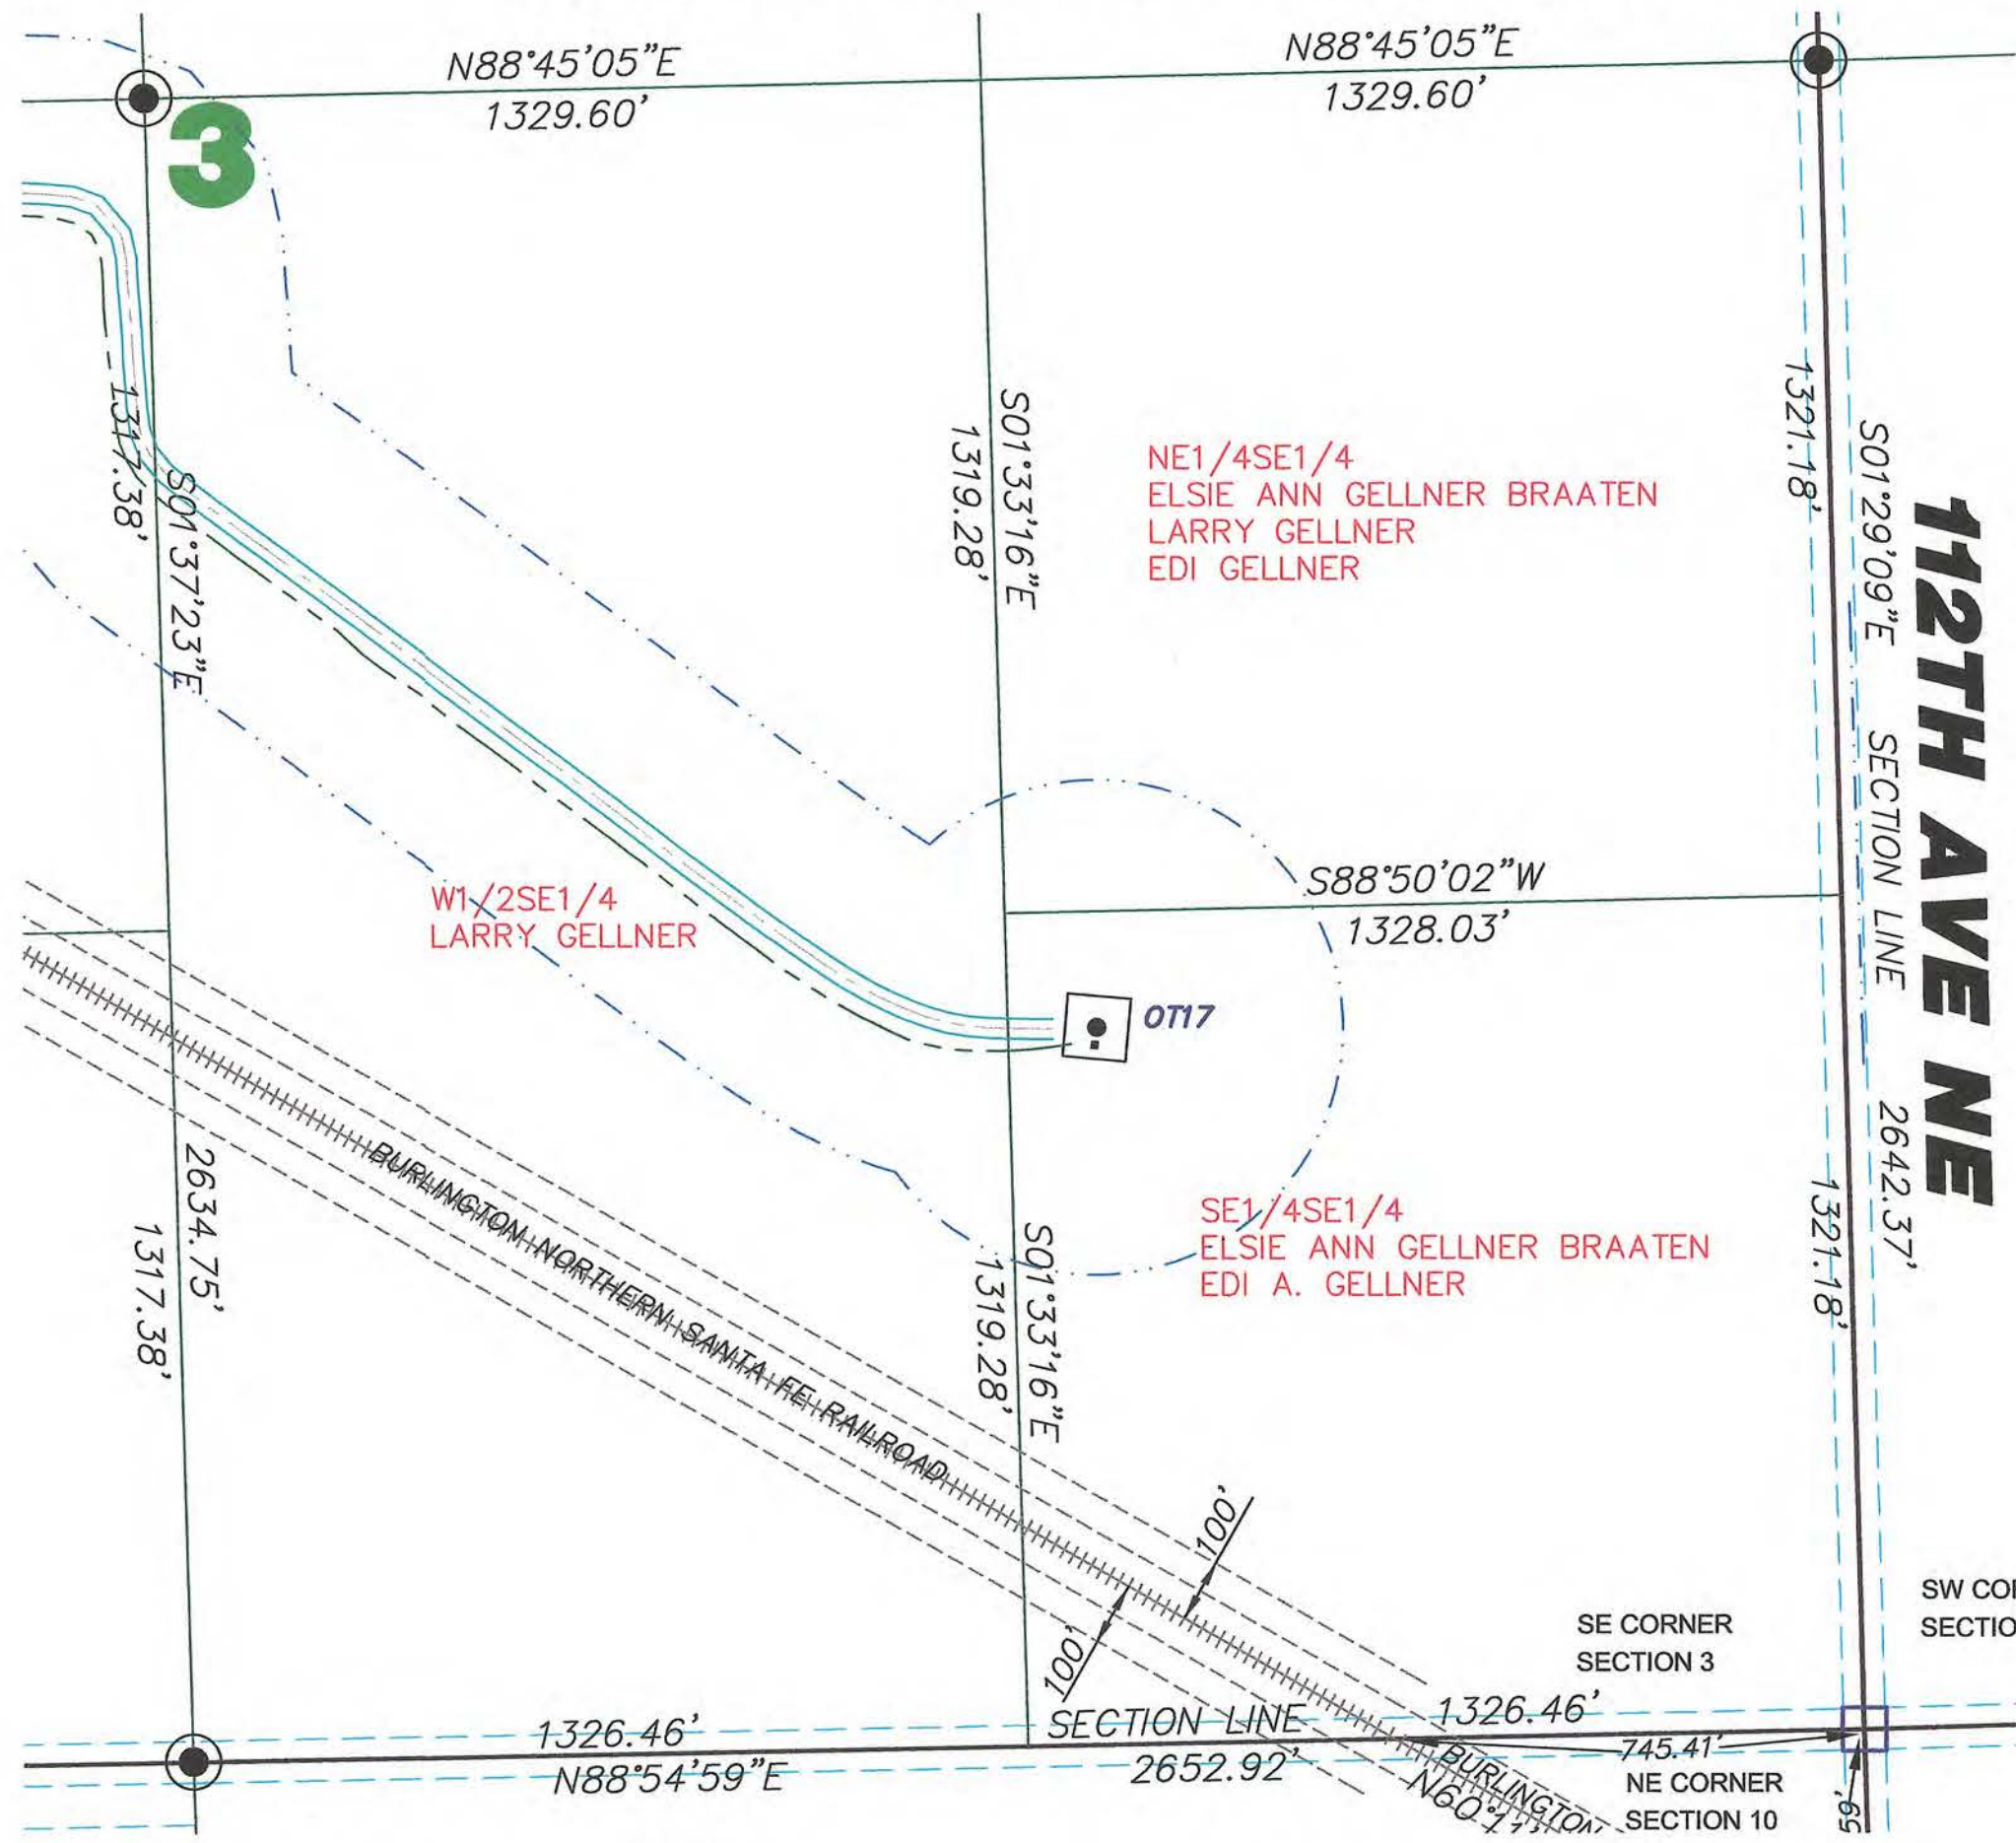 N88°45'05"E
1329.60'
N88°45'05"E
1329.60'
3
1317.38'
S01°37'23"E
S01°33'16"E
1319.28'
NE1/4SE1/4
ELSIE ANN GELLNER BRAATEN
LARRY GELLNER
EDI GELLNER
1321.18'
S01°29'09"E SECTION LINE 2642.37'
112TH AVE NE
W1/2SE1/4
LARRY GELLNER
S88°50'02"W
1328.03'
OT17
BURLINGTON NORTHERN SANTA FE RAILROAD
2634.75'
1317.38'
S01°33'16"E
1319.28'
SE1/4SE1/4
ELSIE ANN GELLNER BRAATEN
EDI A. GELLNER
1321.18'
100'
100'
SE CORNER
SECTION 3
SW
1326.46'
N88°54'59"E
SECTION LINE
2652.92'
1326.46'
745.41'
NE CORNER
SECTION 10
BURLINGTON